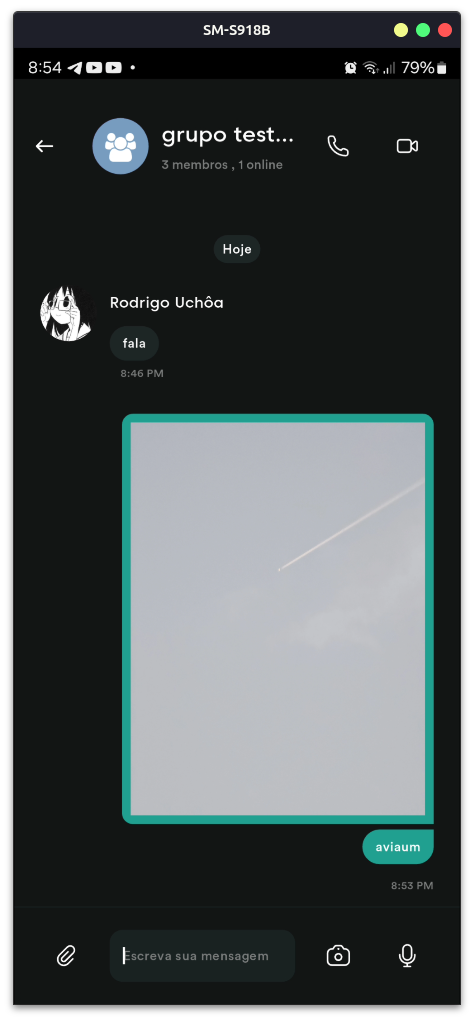 SM-S918B
8:54
79%
grupo test...
3 membros , 1 online
Hoje
Rodrigo Uchôa
fala
8:46 PM
aviaum
8:53 PM
Escreva sua mensagem